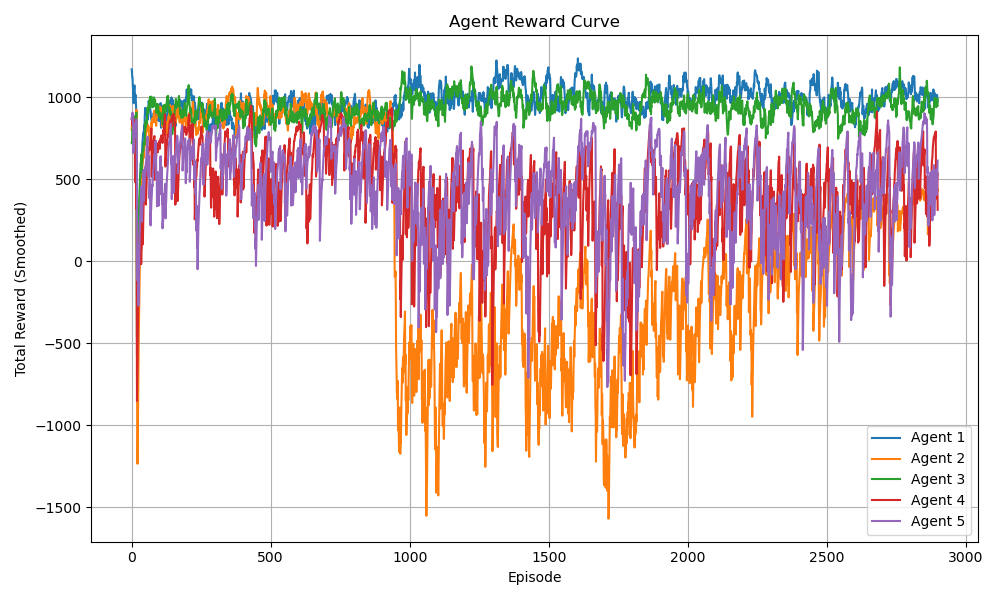 Agent Reward Curve
Total Reward (Smoothed)
1000
500
0
−500
−1000
−1500
0
500
1000
1500
2000
2500
3000
Episode
Agent 1
Agent 2
Agent 3
Agent 4
Agent 5